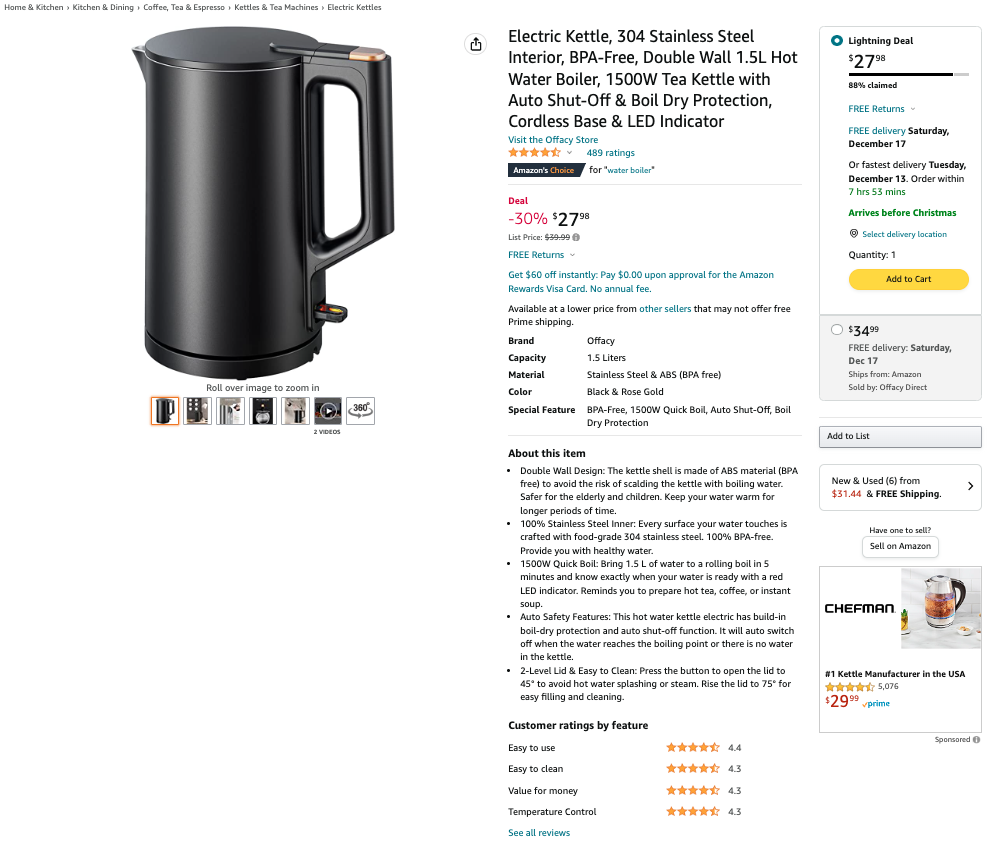 Home & Kitchen › Kitchen & Dining › Coffee, Tea & Espresso › Kettles & Tea Machines › Electric Kettles
Roll over image to zoom in
360°
2 VIDEOS
Electric Kettle, 304 Stainless Steel
Interior, BPA-Free, Double Wall 1.5L Hot
Water Boiler, 1500W Tea Kettle with
Auto Shut-Off & Boil Dry Protection,
Cordless Base & LED Indicator
Visit the Offacy Store
489 ratings
Amazon's Choice for "water boiler"
Deal
-30% $27 98
List Price: $39.99
FREE Returns
Get $60 off instantly: Pay $0.00 upon approval for the Amazon
Rewards Visa Card. No annual fee.
Available at a lower price from other sellers that may not offer free
Prime shipping.
Brand Offacy
Capacity 1.5 Liters
Material Stainless Steel & ABS (BPA free)
Color Black & Rose Gold
Special Feature BPA-Free, 1500W Quick Boil, Auto Shut-Off, Boil
Dry Protection
About this item
• Double Wall Design: The kettle shell is made of ABS material (BPA
free) to avoid the risk of scalding the kettle with boiling water.
Safer for the elderly and children. Keep your water warm for
longer periods of time.
• 100% Stainless Steel Inner: Every surface your water touches is
crafted with food-grade 304 stainless steel. 100% BPA-free.
Provide you with healthy water.
• 1500W Quick Boil: Bring 1.5 L of water to a rolling boil in 5
minutes and know exactly when your water is ready with a red
LED indicator. Reminds you to prepare hot tea, coffee, or instant
soup.
• Auto Safety Features: This hot water kettle electric has build-in
boil-dry protection and auto shut-off function. It will auto switch
off when the water reaches the boiling point or there is no water
in the kettle.
• 2-Level Lid & Easy to Clean: Press the button to open the lid to
45° to avoid hot water splashing or steam. Rise the lid to 75° for
easy filling and cleaning.
Customer ratings by feature
Easy to use 4.4
Easy to clean 4.3
Value for money 4.3
Temperature Control 4.3
See all reviews
Lightning Deal
$27 98
88% claimed
FREE Returns
FREE delivery Saturday,
December 17
Or fastest delivery Tuesday,
December 13. Order within
7 hrs 53 mins
Arrives before Christmas
Select delivery location
Quantity: 1
Add to Cart
$34 99
FREE delivery: Saturday,
Dec 17
Ships from: Amazon
Sold by: Offacy Direct
Add to List
New & Used (6) from
$31.44 & FREE Shipping.
Have one to sell?
Sell on Amazon
CHEFMAN.
#1 Kettle Manufacturer in the USA
5,076
$29 99 prime
Sponsored